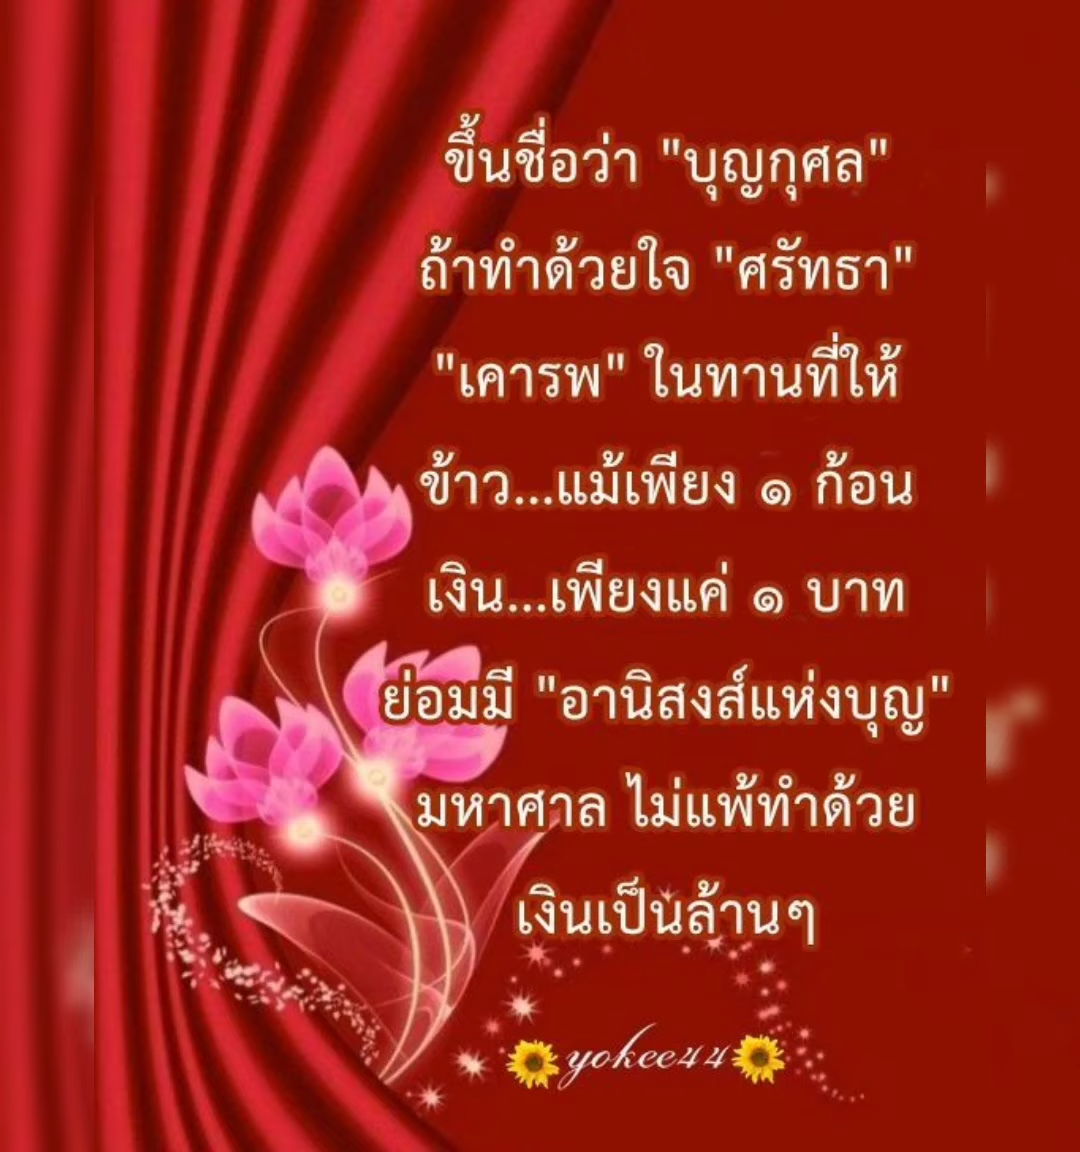 ขึ้นชื่อว่า "บุญกุศล"
ถ้าทำด้วยใจ "ศรัทธา"
"เคารพ" ในทานที่ให้
ข้าว...แม้เพียง ๑ ก้อน
เงิน...เพียงแค่ ๑ บาท
ย่อมมี "อานิสงส์แห่งบุญ"
มหาศาล ไม่แพ้ทำด้วย
เงินเป็นล้านๆ
yokee44